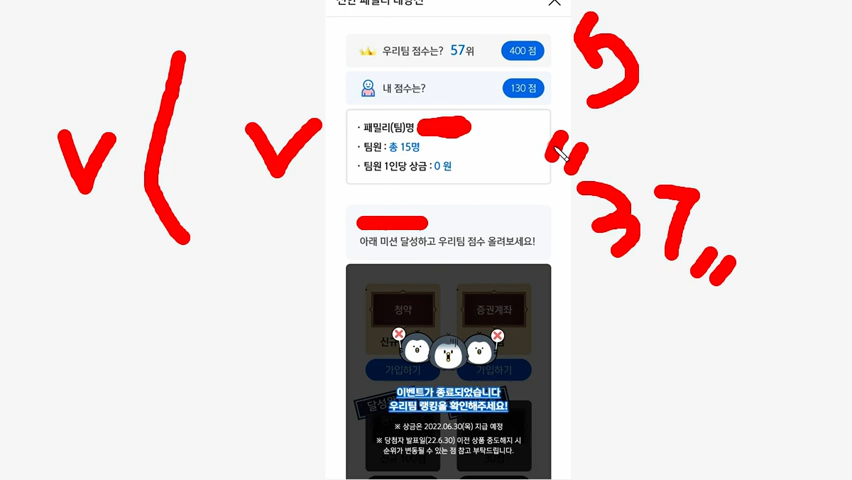 우리팀 점수는? 57위 400 점
내 점수는? 130 점
· 패밀리(팀)명
· 팀원 : 총 15명
· 팀원 1인당 상금 : 0 원
아래 미션 달성하고 우리팀 점수 올려보세요!
37
청약 증권계좌
가입하기 가입하기
이벤트가 종료되었습니다
우리팀 랭킹을 확인해주세요!
※ 상금은 2022.06.30(목) 지급 예정
※ 당첨자 발표일(22.6.30) 이전 상품 중도해지 시
순위가 변동될 수 있는 점 참고 부탁드립니다.